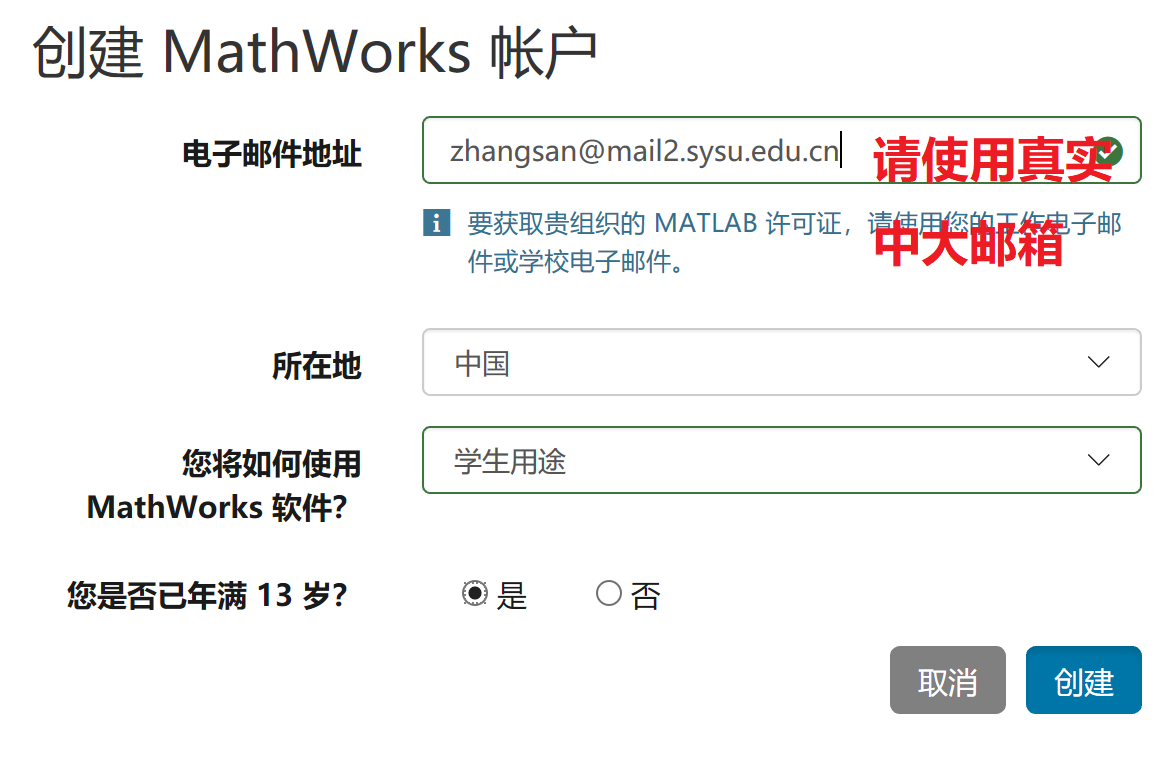 创建 MathWorks 帐户
电子邮件地址
zhangsan@mail2.sysu.edu.cn
请使用真实
中大邮箱
要获取贵组织的 MATLAB 许可证，请使用您的工作电子邮
件或学校电子邮件。
所在地
中国
您将如何使用
MathWorks 软件？
学生用途
您是否已年满 13 岁？
是
否
取消
创建